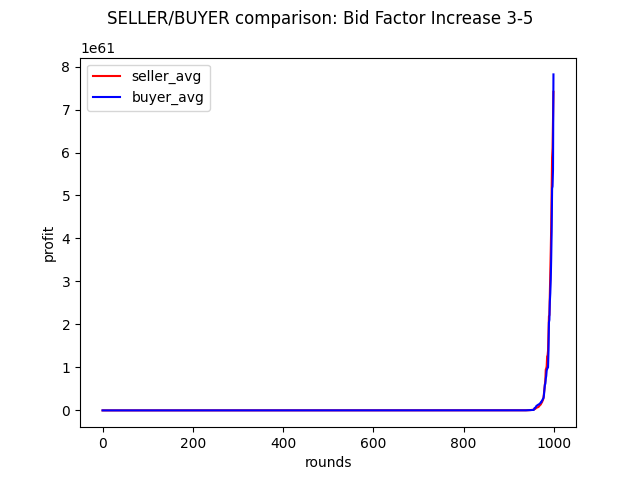 SELLER/BUYER comparison: Bid Factor Increase 3-5
1e61
seller_avg
buyer_avg
8
7
6
5
4
3
2
1
0
profit
0 200 400 600 800 1000
rounds